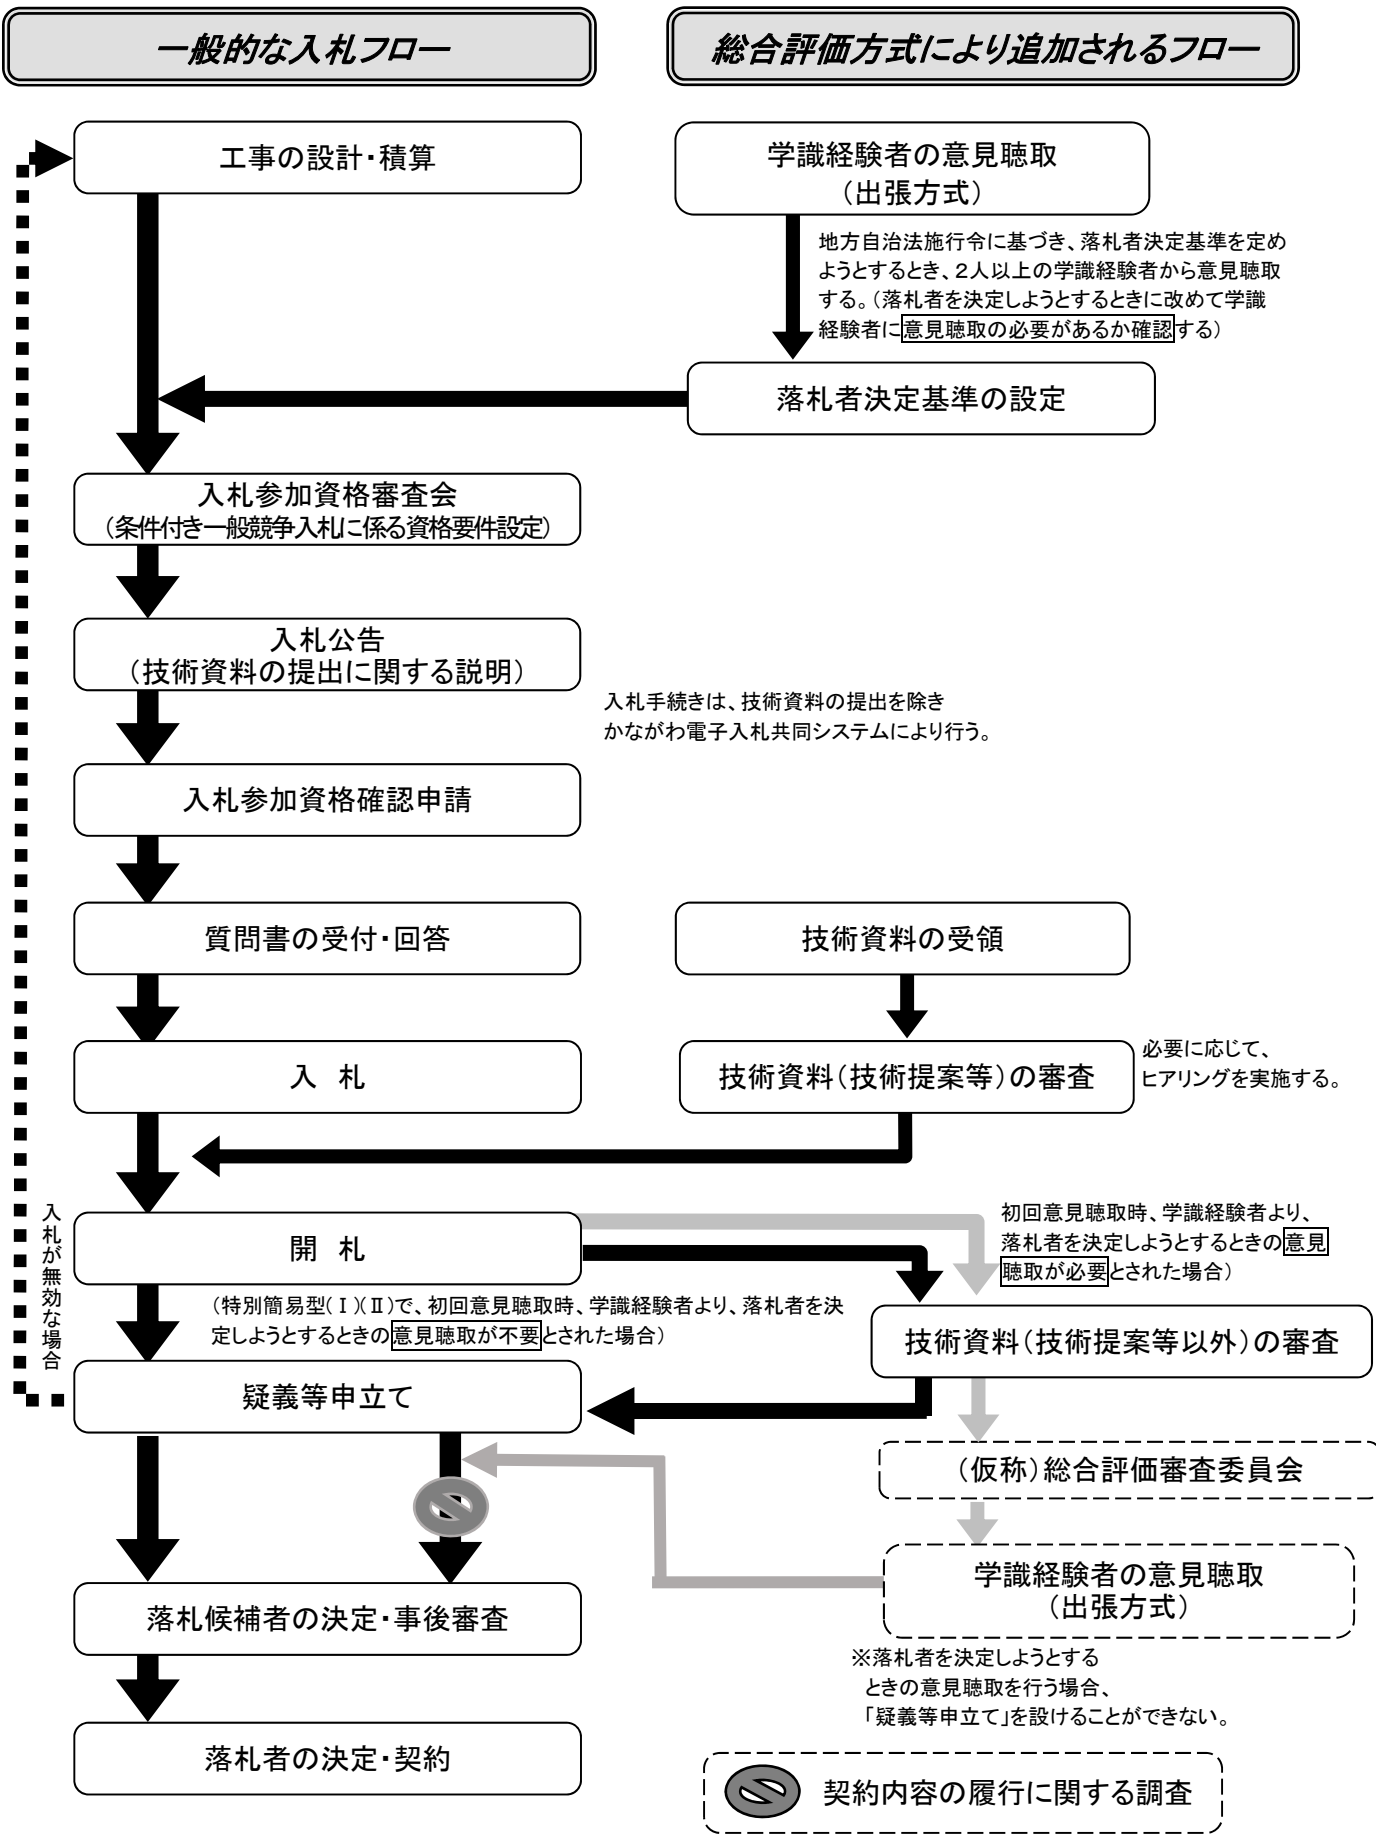 一般的な入札フロー
総合評価方式により追加されるフロー
工事の設計・積算
学識経験者の意見聴取
（出張方式）
地方自治法施行令に基づき、落札者決定基準を定め
ようとするとき、２人以上の学識経験者から意見聴取
する。（落札者を決定しようとするときに改めて学識
経験者に意見聴取の必要があるか確認する）
落札者決定基準の設定
入札参加資格審査会
（条件付き一般競争入札に係る資格要件設定）
入札公告
（技術資料の提出に関する説明）
入札手続きは、技術資料の提出を除き
かながわ電子入札共同システムにより行う。
入札参加資格確認申請
質問書の受付・回答
技術資料の受領
入　札
技術資料（技術提案等）の審査
必要に応じて、
ヒアリングを実施する。
入札が無効な場合
開　札
初回意見聴取時、学識経験者より、
落札者を決定しようとするときの意見
聴取が必要とされた場合）
（特別簡易型（Ⅰ）（Ⅱ）で、初回意見聴取時、学識経験者より、落札者を決
定しようとするときの意見聴取が不要とされた場合）
技術資料（技術提案等以外）の審査
疑義等申立て
（仮称）総合評価審査委員会
学識経験者の意見聴取
（出張方式）
落札候補者の決定・事後審査
※落札者を決定しようとする
ときの意見聴取を行う場合、
「疑義等申立て」を設けることができない。
落札者の決定・契約
契約内容の履行に関する調査